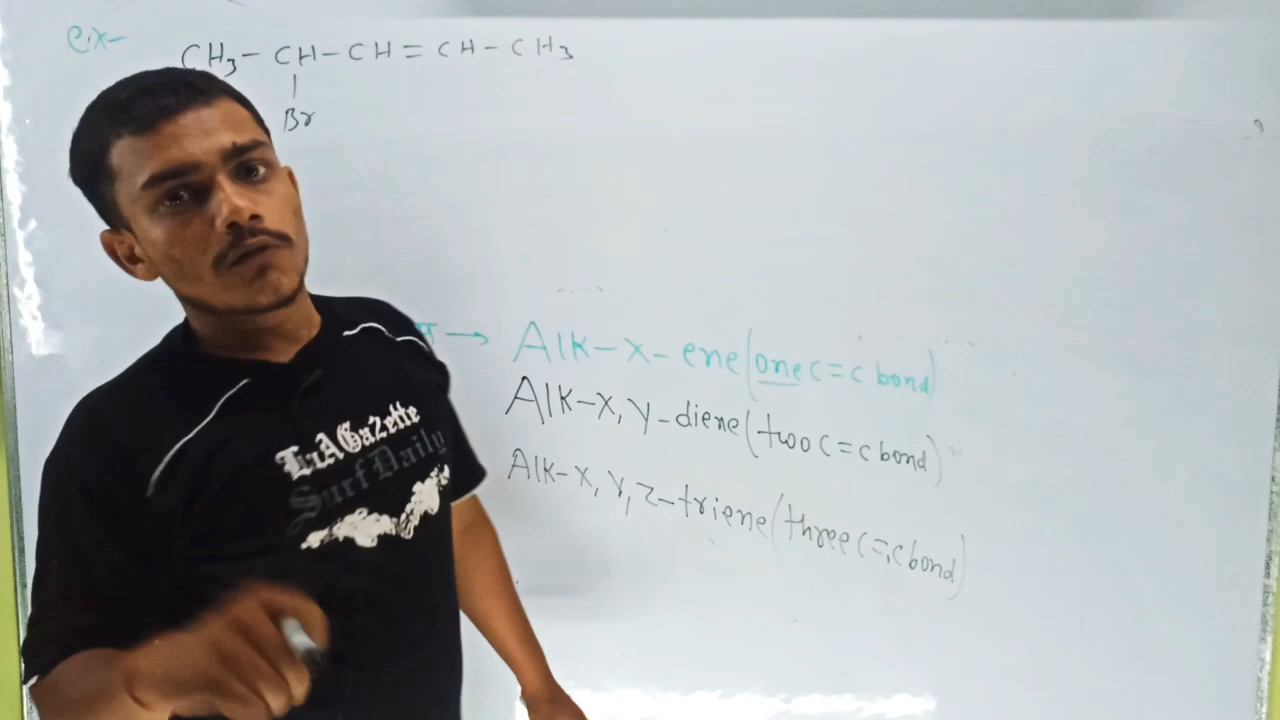 ex-
CH3 - CH - CH = CH - CH3
|
Br
→ Alk-x-ene(one c=c bond)
Alk-x, y-diene(two c=c bond)
Alk-x, y, z-triene(three c=c bond)
LA GaZette
Surf Daily